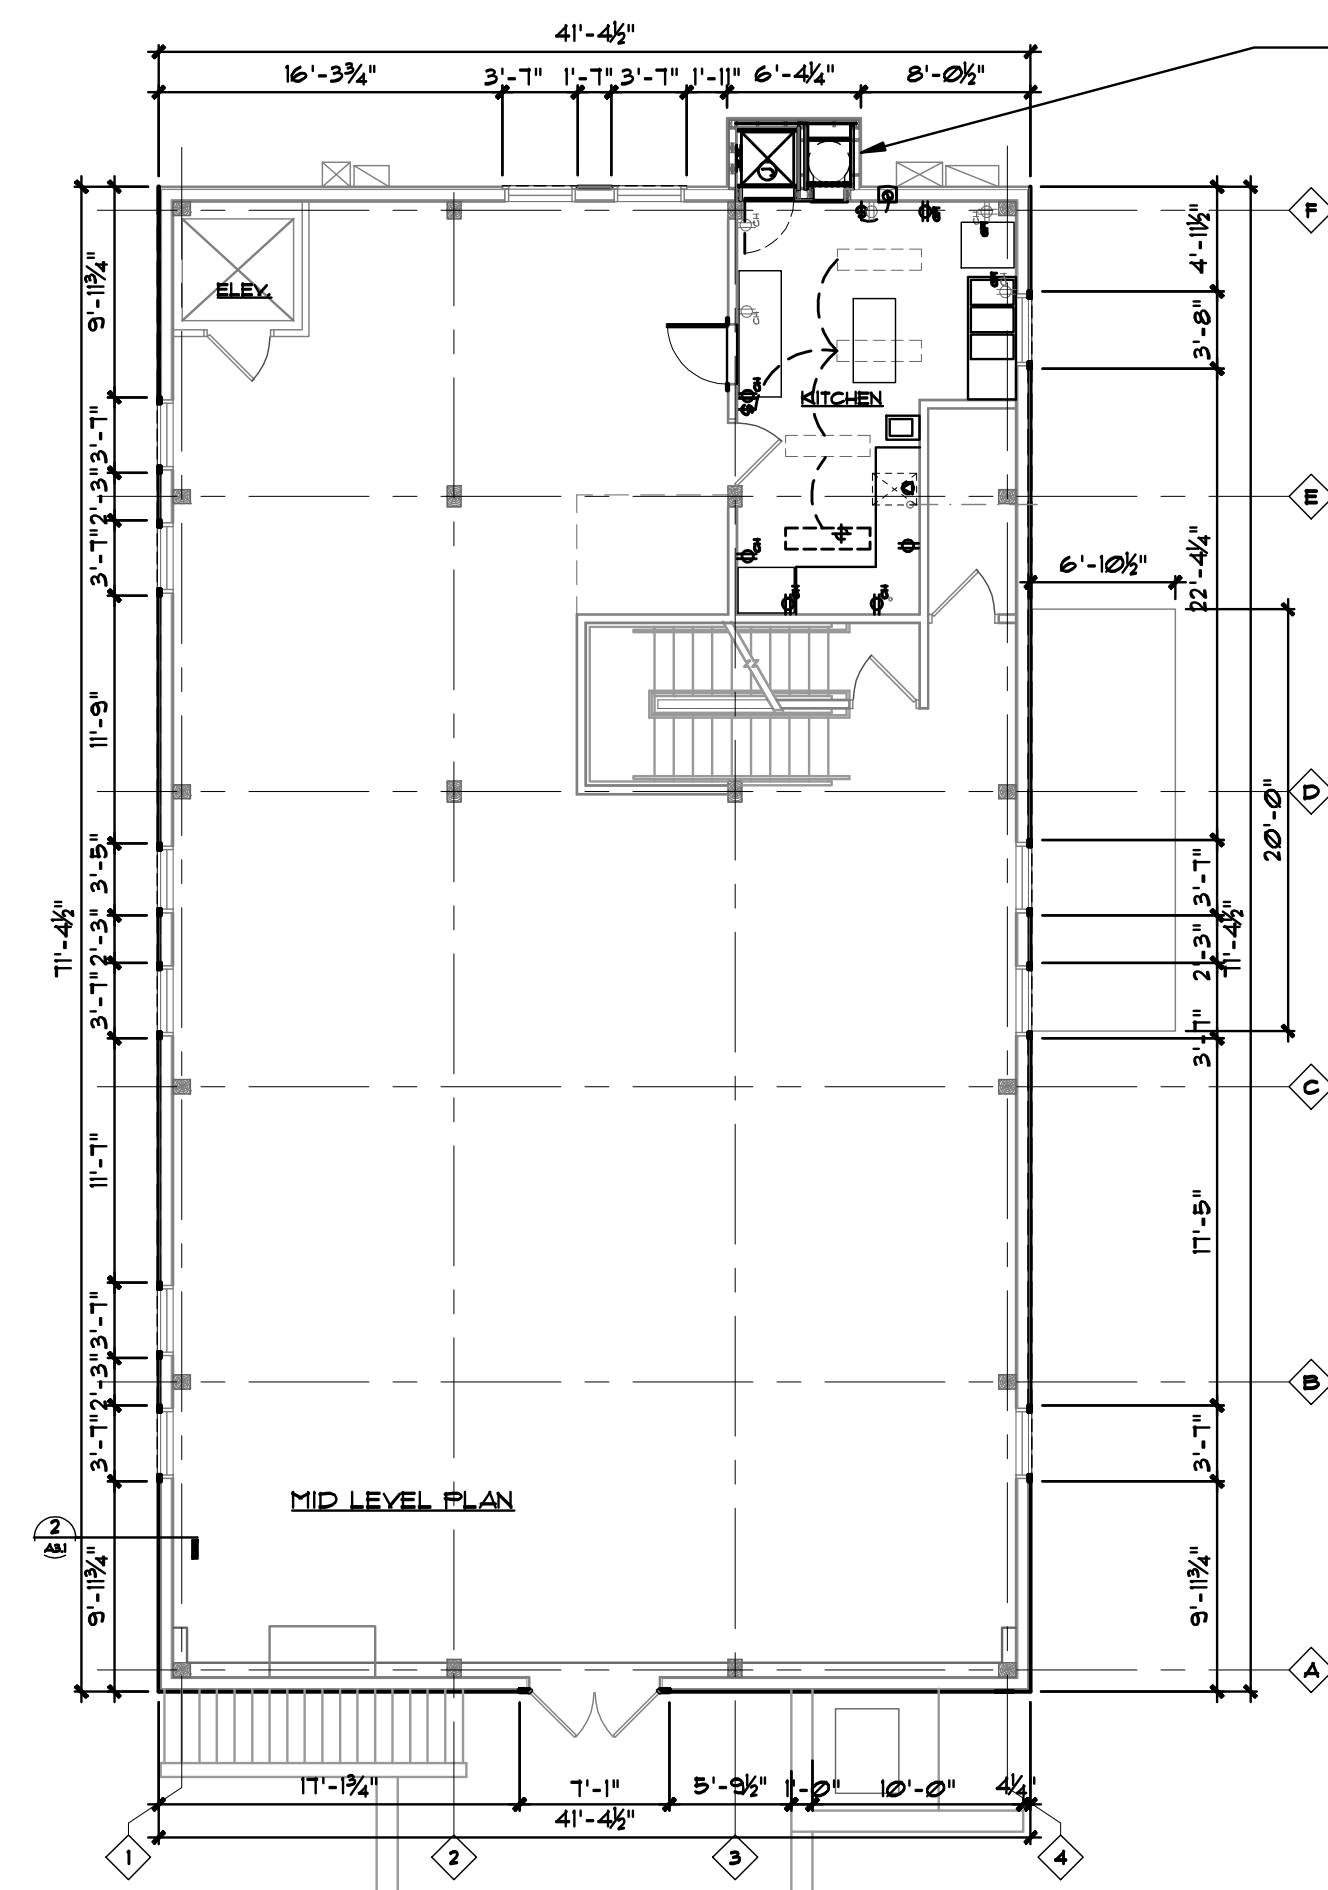 41'-4½"
16'-3¾" 3'-7" 1'-7" 3'-7" 1'-11" 6'-4¼" 8'-0½"
F
4'-11½"
9'-11¾"
ELEV.
3'-8"
KITCHEN
3'-7"
2'-3"
E
3'-7"
22'-4¼"
6'-10½"
11'-9"
D
20'-0"
3'-5"
3'-7"
71'-4½"
2'-3"
2'-3"
71'-4½"
3'-7"
3'-7"
C
11'-7"
17'-5"
3'-7"
2'-3"
B
3'-7"
3'-7"
MID LEVEL PLAN
2
A3.1
9'-11¾"
9'-11¾"
A
17'-1¾" 7'-1" 5'-9½" 1'-0" 10'-0" 4¼"
41'-4½"
1 2 3 4